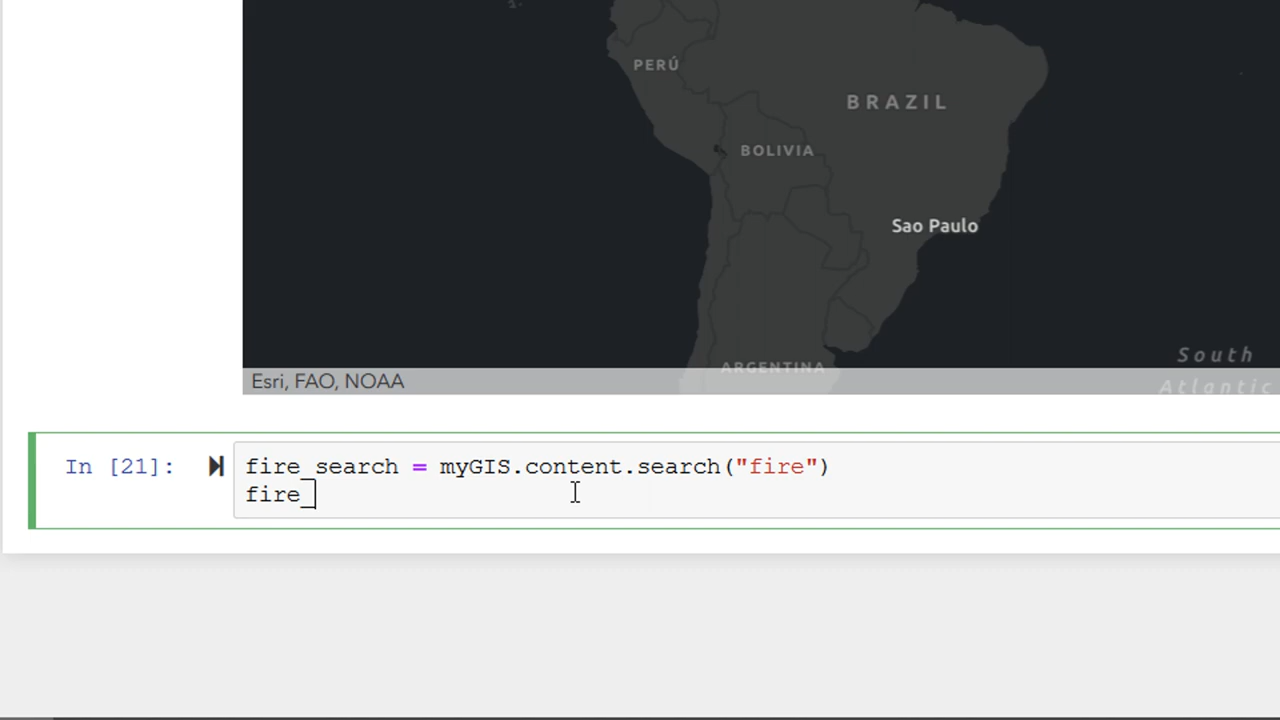 PERÚ
BRAZIL
BOLIVIA
Sao Paulo
South
ARGENTINA
Atlantic
Esri, FAO, NOAA
In [21]: fire_search = myGIS.content.search("fire")
fire_